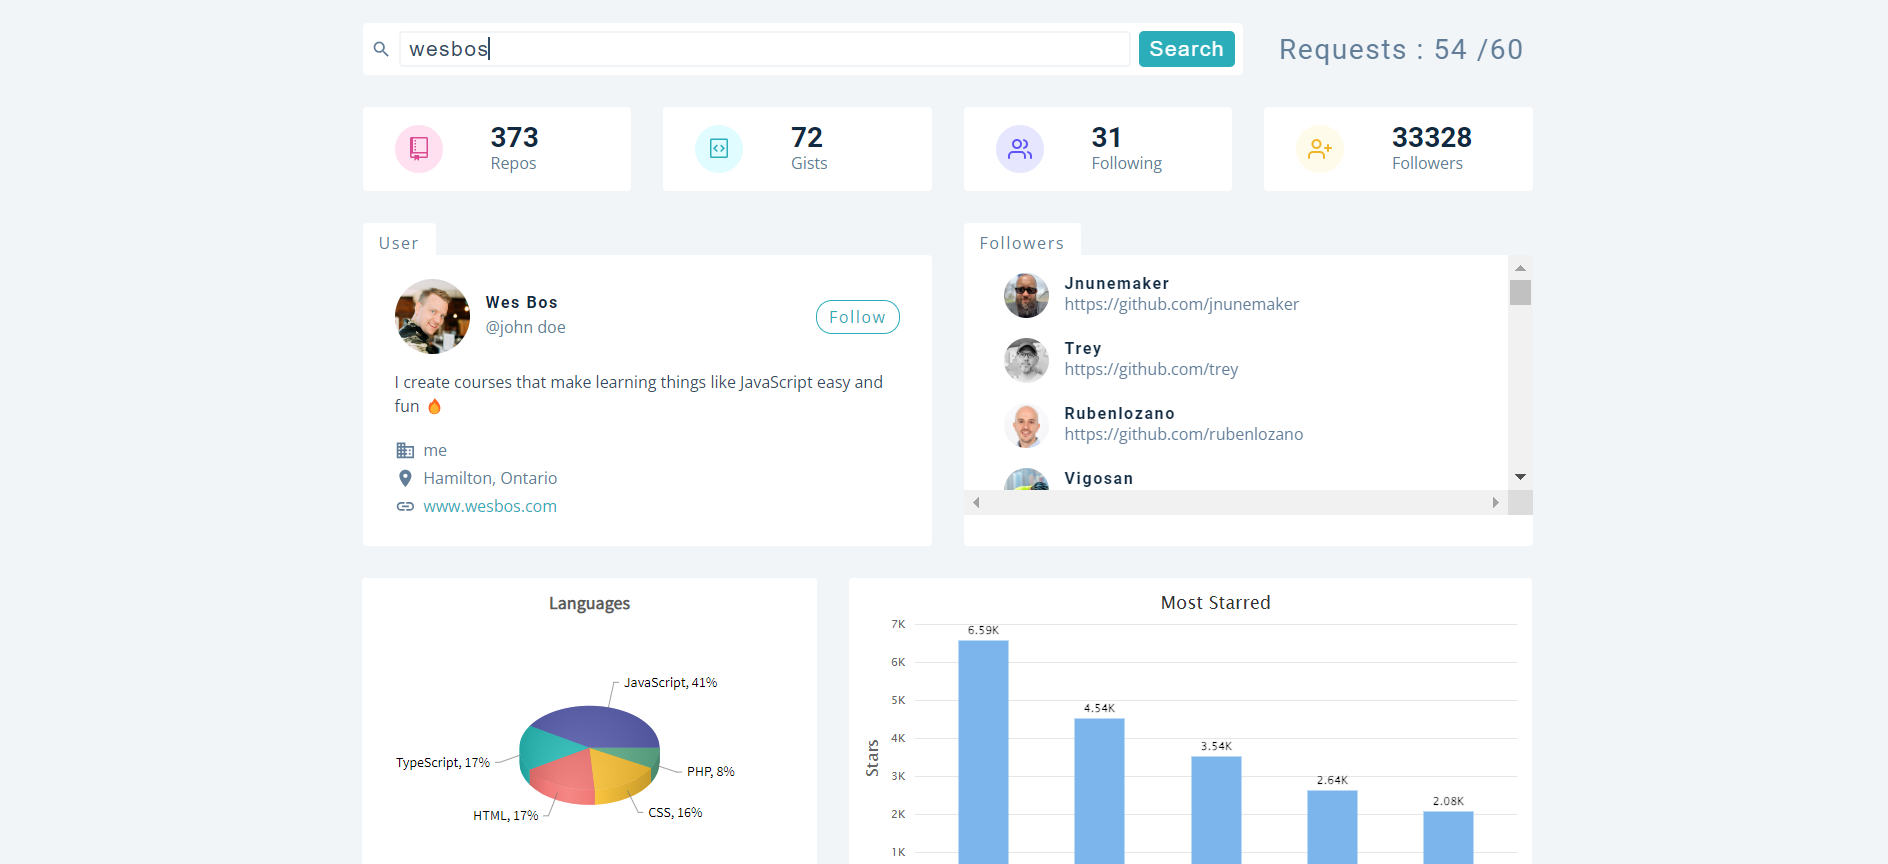 wesbos
Search
Requests : 54 /60
373
Repos
72
Gists
31
Following
33328
Followers
User
Wes Bos
@john doe
Follow
I create courses that make learning things like JavaScript easy and
fun 🔥
me
Hamilton, Ontario
www.wesbos.com
Followers
Jnunemaker
https://github.com/jnunemaker
Trey
https://github.com/trey
Rubenlozano
https://github.com/rubenlozano
Vigosan
Languages
JavaScript, 41%
TypeScript, 17%
PHP, 8%
HTML, 17%
CSS, 16%
Most Starred
Stars
7K
6K
5K
4K
3K
2K
1K
6.59K
4.54K
3.54K
2.64K
2.08K